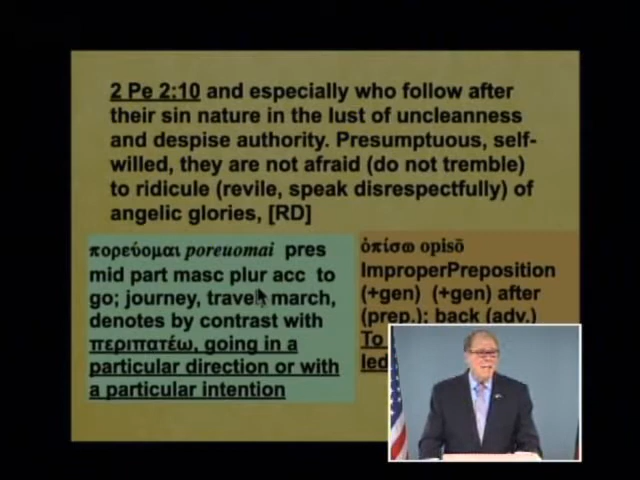 2 Pe 2:10 and especially who follow after
their sin nature in the lust of uncleanness
and despise authority. Presumptuous, self-
willed, they are not afraid (do not tremble)
to ridicule (revile, speak disrespectfully) of
angelic glories, [RD]
πορεύομαι poreuomai pres
mid part masc plur acc to
go; journey, travel, march,
denotes by contrast with
περιπατέω, going in a
particular direction or with
a particular intention
ὀπίσω opisō
ImproperPreposition
(+gen) (+gen) after
(prep.); back (adv.)
To
led